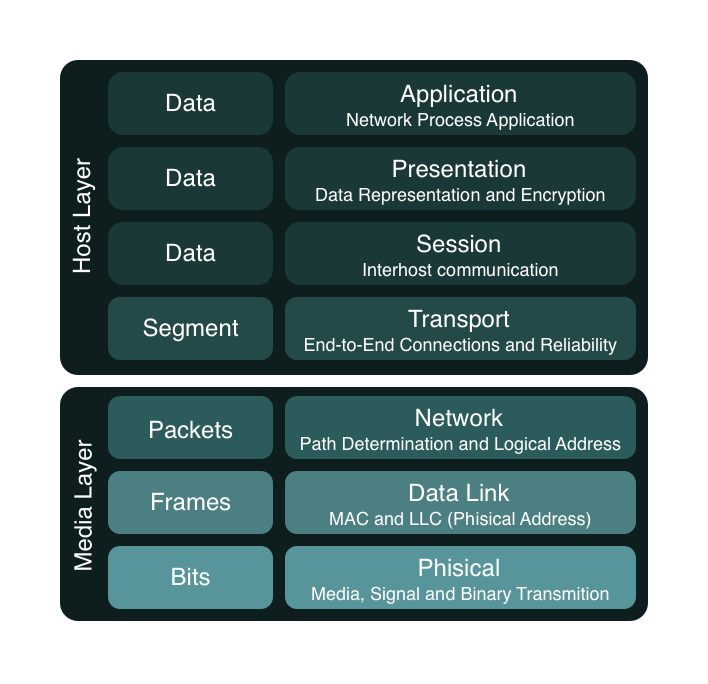 Host Layer
Data
Application
Network Process Application
Data
Presentation
Data Representation and Encryption
Data
Session
Interhost communication
Segment
Transport
End-to-End Connections and Reliability
Media Layer
Packets
Network
Path Determination and Logical Address
Frames
Data Link
MAC and LLC (Phisical Address)
Bits
Phisical
Media, Signal and Binary Transmition